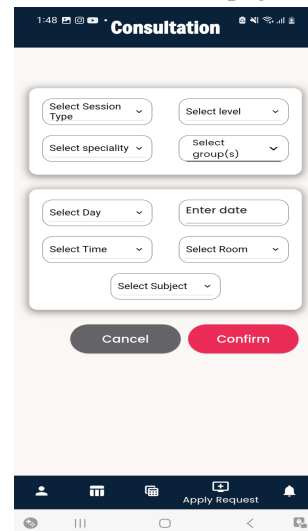 1:48
Consultation
Select Session
Type
Select level
Select speciality
Select
group(s)
Select Day
Enter date
Select Time
Select Room
Select Subject
Cancel
Confirm
Apply Request